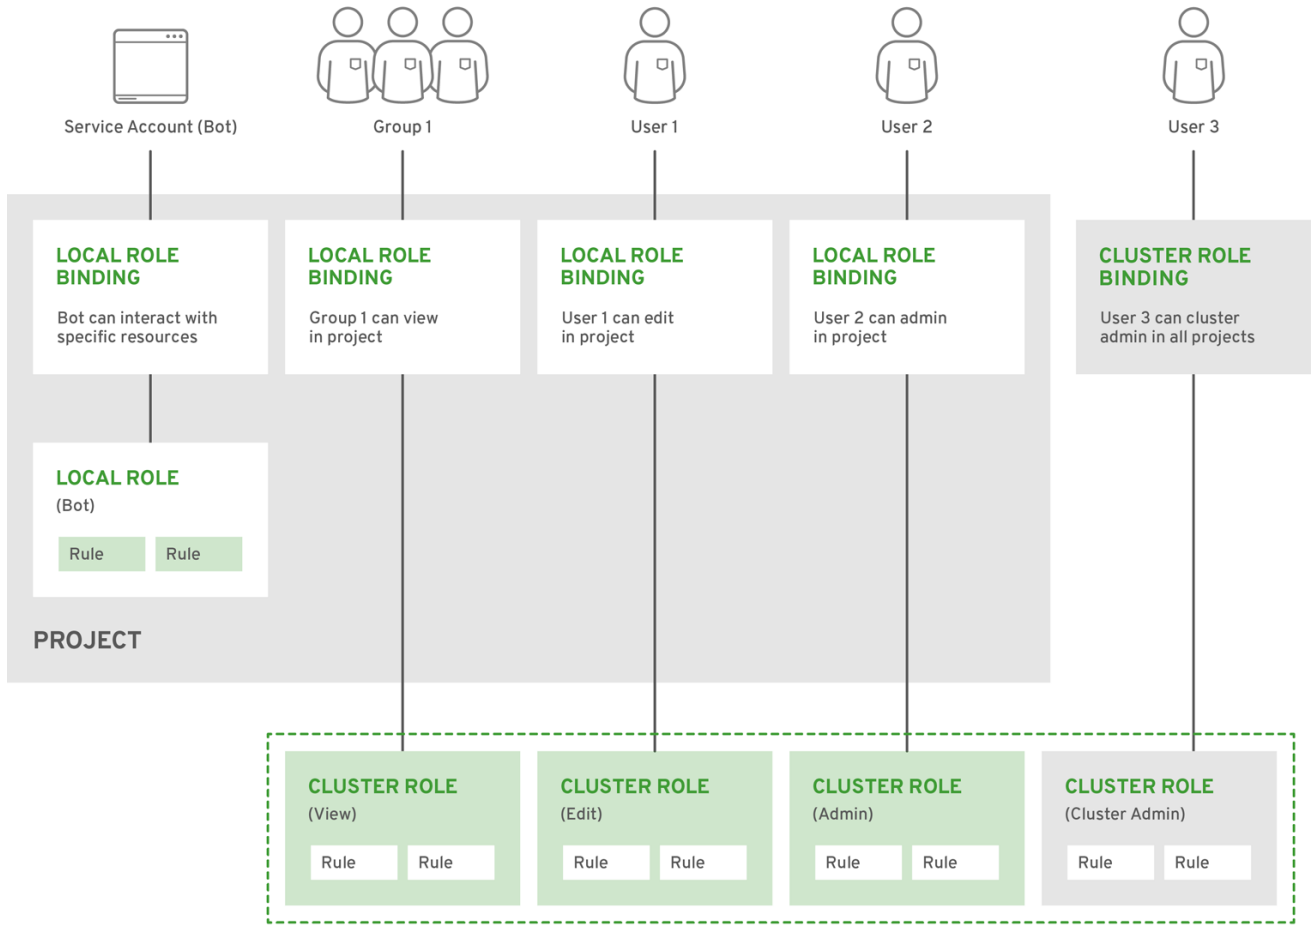 Service Account (Bot)
Group 1
User 1
User 2
User 3
LOCAL ROLE
BINDING
Bot can interact with
specific resources
LOCAL ROLE
BINDING
Group 1 can view
in project
LOCAL ROLE
BINDING
User 1 can edit
in project
LOCAL ROLE
BINDING
User 2 can admin
in project
CLUSTER ROLE
BINDING
User 3 can cluster
admin in all projects
LOCAL ROLE
(Bot)
Rule
Rule
PROJECT
CLUSTER ROLE
(View)
Rule
Rule
CLUSTER ROLE
(Edit)
Rule
Rule
CLUSTER ROLE
(Admin)
Rule
Rule
CLUSTER ROLE
(Cluster Admin)
Rule
Rule